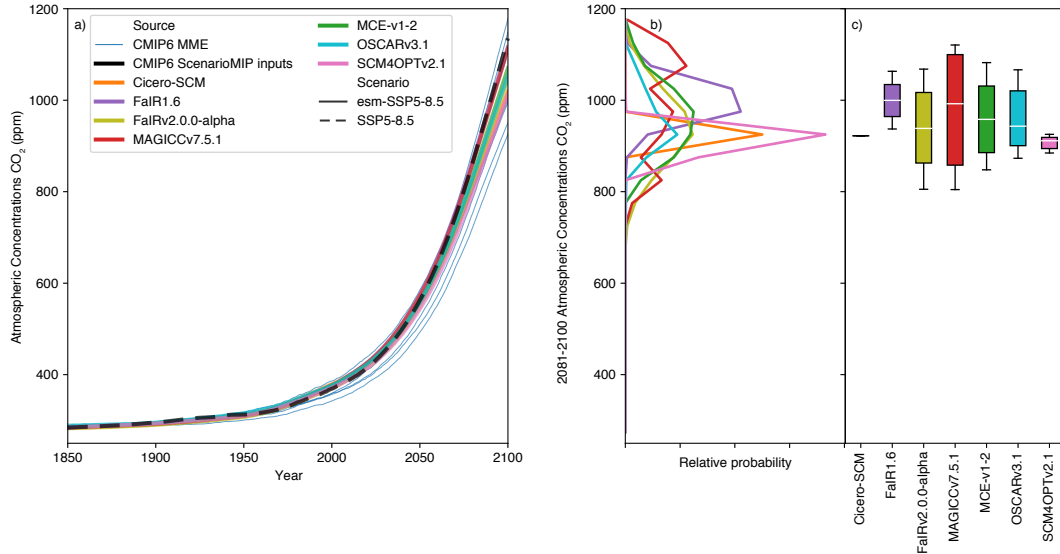 a)
Source
CMIP6 MME
CMIP6 ScenarioMIP inputs
Cicero-SCM
FaIR1.6
FaIRv2.0.0-alpha
MAGICCv7.5.1
MCE-v1-2
OSCARv3.1
SCM4OPTv2.1
Scenario
esm-SSP5-8.5
SSP5-8.5
Atmospheric Concentrations CO₂ (ppm)
1200
1000
800
600
400
1850
1900
1950
2000
2050
2100
Year
b)
2081-2100 Atmospheric Concentrations CO₂ (ppm)
1200
1000
800
600
400
Relative probability
c)
Cicero-SCM
FaIR1.6
FaIRv2.0.0-alpha
MAGICCv7.5.1
MCE-v1-2
OSCARv3.1
SCM4OPTv2.1